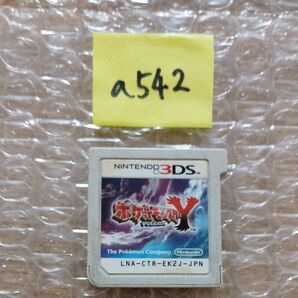 a542
NINTENDO 3DS
ポケットモンスターY
The Pokémon Company
Nintendo
LNA-CTR-EK2J-JPN